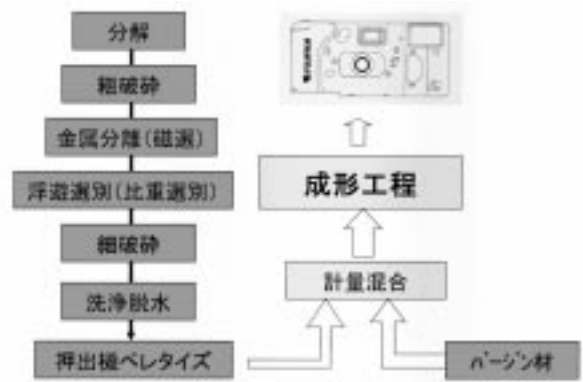 分解
粗破砕
金属分離(磁選)
浮遊選別(比重選別)
細破砕
洗浄脱水
押出機ペレタイズ
成形工程
計量混合
バージン材